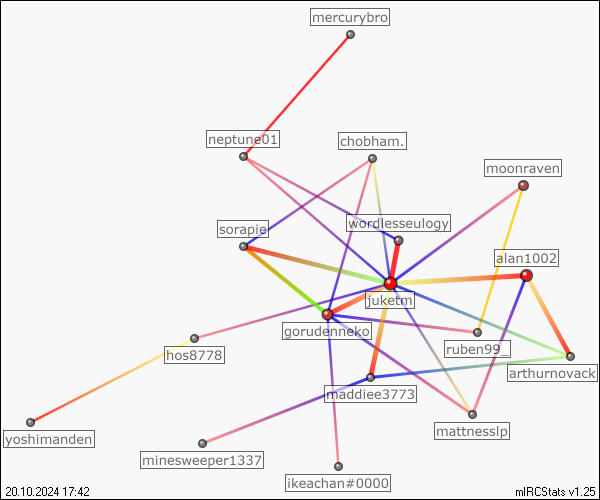 mercurybro
neptune01
chobham.
moonraven
sorapie
wordlesseulogy
alan1002
juketm
gorudenneko
hos8778
ruben99_
arthurnovack
maddiee3773
yoshimanden
mattnesslp
minesweeper1337
ikeachan#0000
20.10.2024 17:42
mIRCStats v1.25